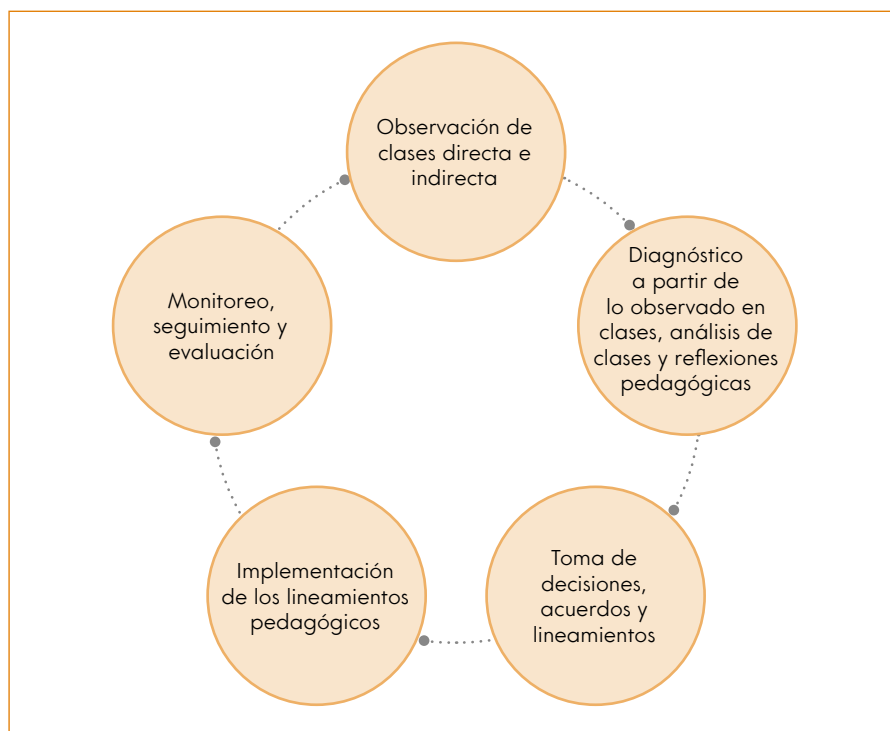 Observación de
clases directa e
indirecta
Diagnóstico
a partir de
lo observado en
clases, análisis de
clases y reflexiones
pedagógicas
Toma de
decisiones,
acuerdos y
lineamientos
Implementación
de los lineamientos
pedagógicos
Monitoreo,
seguimiento y
evaluación